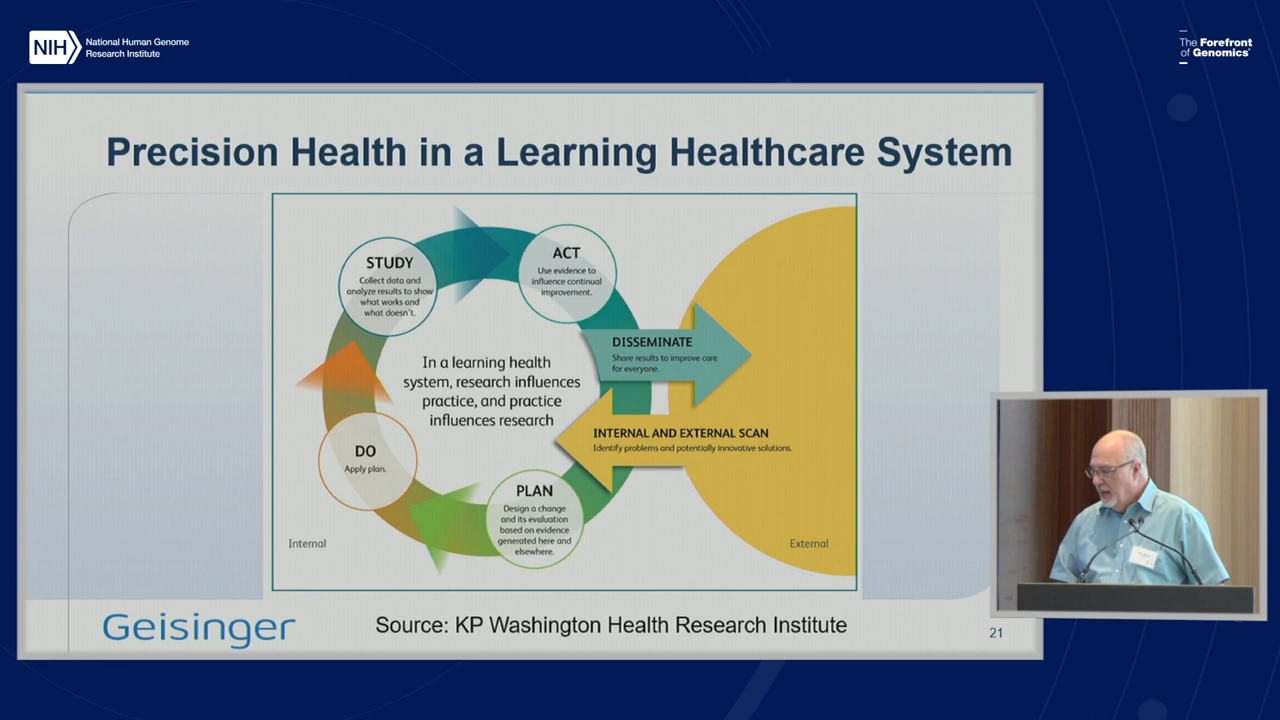 NIH
National Human Genome
Research Institute
The Forefront
of Genomics
Precision Health in a Learning Healthcare System
STUDY
Collect data and
analyze results to show
what works and
what doesn't.
ACT
Use evidence to
influence continual
improvement.
DISSEMINATE
Share results to improve care
for everyone.
In a learning health
system, research influences
practice, and practice
influences research
INTERNAL AND EXTERNAL SCAN
Identify problems and potentially innovative solutions.
DO
Apply plan.
PLAN
Design a change
and its evaluation
based on evidence
generated here and
elsewhere.
Internal
External
Geisinger
Source: KP Washington Health Research Institute
21